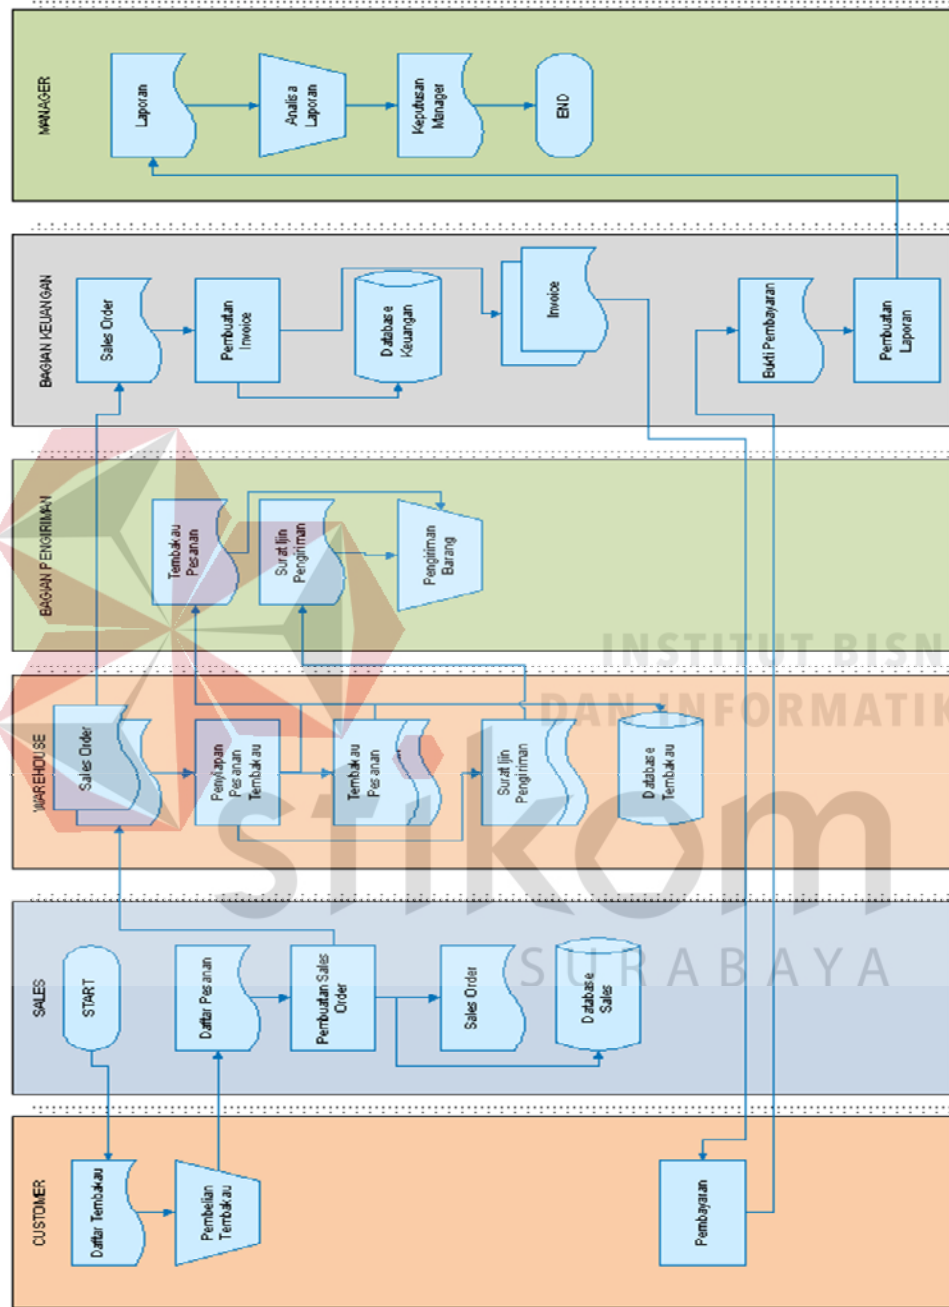 CUSTOMER
Daftar Tembakau
Pembelian
Tembakau
Pembayaran
SALES
START
Daftar Pesanan
Pembuatan Sales
Order
Sales Order
Database
Sales
WAREHOUSE
Sales Order
Penyiapan
Pesanan
Tembakau
Tembakau
Pesanan
Surat Ijin
Pengiriman
Database
Tembakau
BAGIAN PENGIRIMAN
Tembakau
Pesanan
Surat Ijin
Pengiriman
Pengiriman
Barang
BAGIAN KEUANGAN
Sales Order
Pembuatan
Invoice
Database
Keuangan
Invoice
Bukti Pembayaran
Pembuatan
Laporan
MANAGER
Laporan
Analisa
Laporan
Keputusan
Manager
END
INSTITUT BISN
DAN INFORMATIK
stikom
SURABAYA